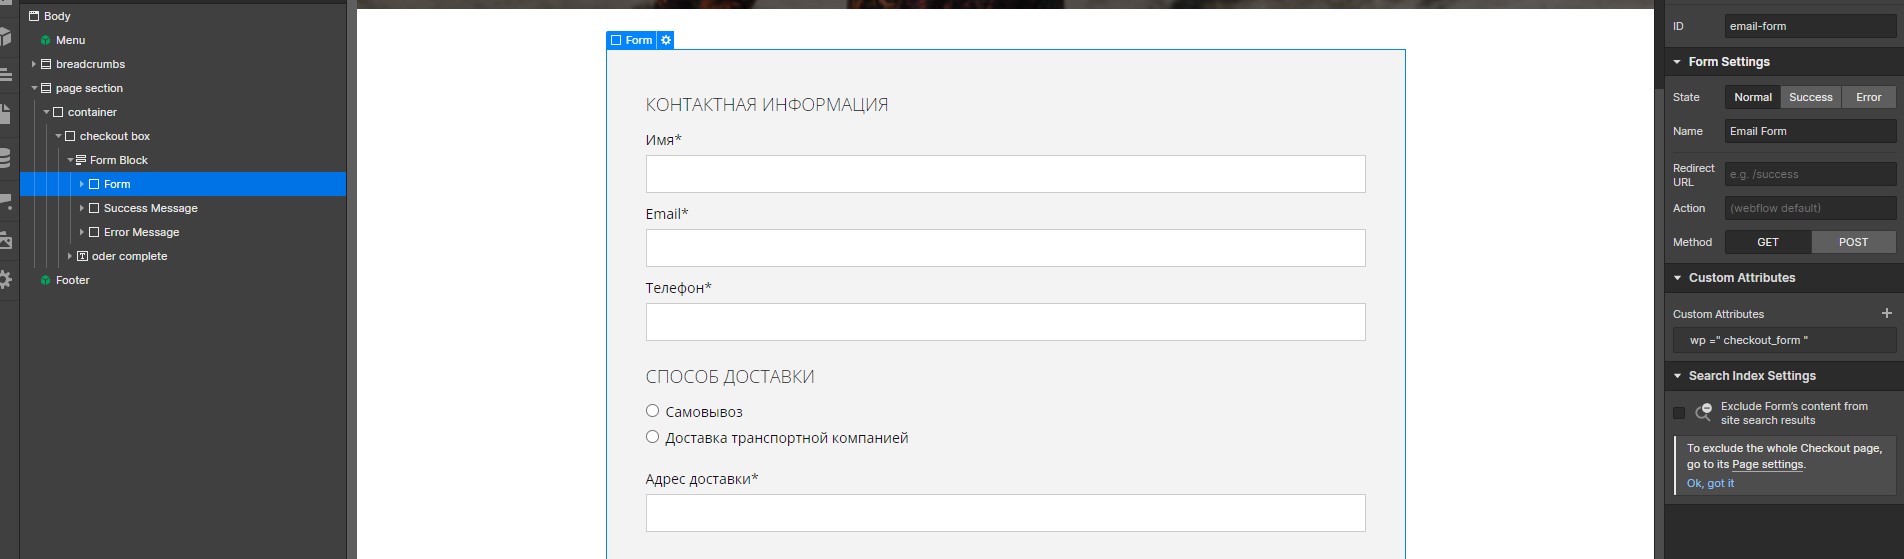 Body
Menu
breadcrumbs
page section
container
checkout box
Form Block
Form
Success Message
Error Message
oder complete
Footer
Form
КОНТАКТНАЯ ИНФОРМАЦИЯ
Имя*
Email*
Телефон*
СПОСОБ ДОСТАВКИ
Самовывоз
Доставка транспортной компанией
Адрес доставки*
ID email-form
Form Settings
State Normal Success Error
Name Email Form
Redirect URL e.g. /success
Action (webflow default)
Method GET POST
Custom Attributes
Custom Attributes +
wp =" checkout_form "
Search Index Settings
Exclude Form's content from
site search results
To exclude the whole Checkout page,
go to its Page settings.
Ok, got it